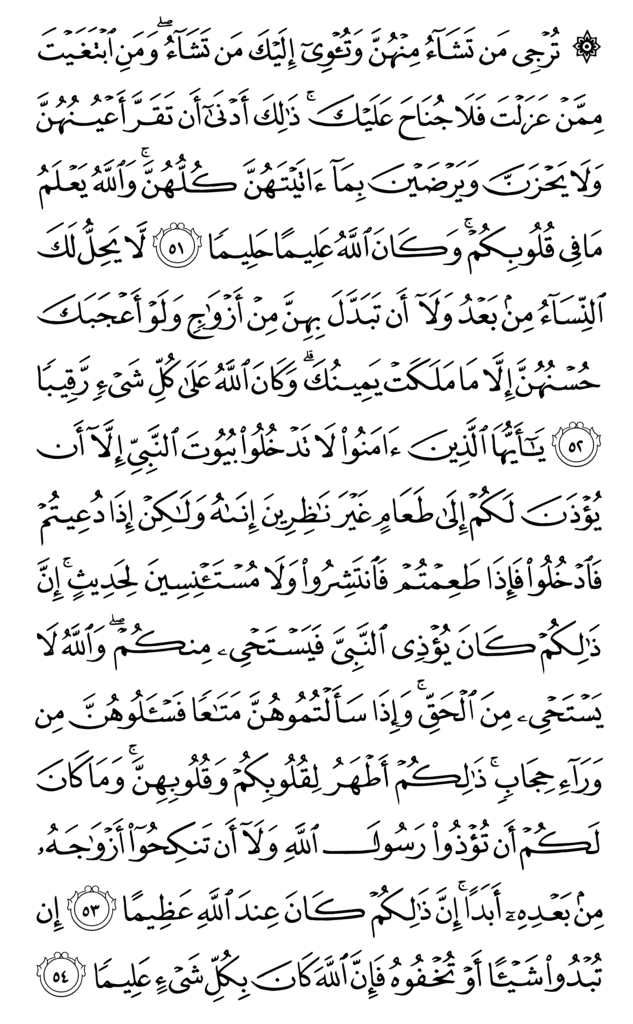 ۞ تُرْجِي مَن تَشَآءُ مِنْهُنَّ وَتُـْٔوِيٓ إِلَيْكَ مَن تَشَآءُۖ وَمَنِ ٱبْتَغَيْتَ
مِمَّنْ عَزَلْتَ فَلَا جُنَاحَ عَلَيْكَۚ ذَٰلِكَ أَدْنَىٰٓ أَن تَقَرَّ أَعْيُنُهُنَّ
وَلَا يَحْزَنَّ وَيَرْضَيْنَ بِمَآ ءَاتَيْتَهُنَّ كُلُّهُنَّۚ وَٱللَّهُ يَعْلَمُ
مَا فِي قُلُوبِكُمْۚ وَكَانَ ٱللَّهُ عَلِيمًا حَلِيمًا ٥١ لَّا يَحِلُّ لَكَ
ٱلنِّسَآءُ مِنۢ بَعْدُ وَلَآ أَن تَبَدَّلَ بِهِنَّ مِنْ أَزْوَٰجٍ وَلَوْ أَعْجَبَكَ
حُسْنُهُنَّ إِلَّا مَا مَلَكَتْ يَمِينُكَۗ وَكَانَ ٱللَّهُ عَلَىٰ كُلِّ شَيْءٍ رَّقِيبًا
٥٢ يَٰٓأَيُّهَا ٱلَّذِينَ ءَامَنُوا۟ لَا تَدْخُلُوا۟ بُيُوتَ ٱلنَّبِيِّ إِلَّآ أَن
يُؤْذَنَ لَكُمْ إِلَىٰ طَعَامٍ غَيْرَ نَٰظِرِينَ إِنَىٰهُ وَلَٰكِنْ إِذَا دُعِيتُمْ
فَٱدْخُلُوا۟ فَإِذَا طَعِمْتُمْ فَٱنتَشِرُوا۟ وَلَا مُسْتَـْٔنِسِينَ لِحَدِيثٍۚ إِنَّ
ذَٰلِكُمْ كَانَ يُؤْذِي ٱلنَّبِيَّ فَيَسْتَحْيِۦ مِنكُمْۖ وَٱللَّهُ لَا
يَسْتَحْيِۦ مِنَ ٱلْحَقِّۚ وَإِذَا سَأَلْتُمُوهُنَّ مَتَٰعًا فَسْـَٔلُوهُنَّ مِن
وَرَآءِ حِجَابٍۚ ذَٰلِكُمْ أَطْهَرُ لِقُلُوبِكُمْ وَقُلُوبِهِنَّۚ وَمَا كَانَ
لَكُمْ أَن تُؤْذُوا۟ رَسُولَ ٱللَّهِ وَلَآ أَن تَنكِحُوٓا۟ أَزْوَٰجَهُۥ
مِنۢ بَعْدِهِۦٓ أَبَدًاۚ إِنَّ ذَٰلِكُمْ كَانَ عِندَ ٱللَّهِ عَظِيمًا ٥٣ إِن
تُبْدُوا۟ شَيْـًٔا أَوْ تُخْفُوهُ فَإِنَّ ٱللَّهَ كَانَ بِكُلِّ شَيْءٍ عَلِيمًا ٥٤